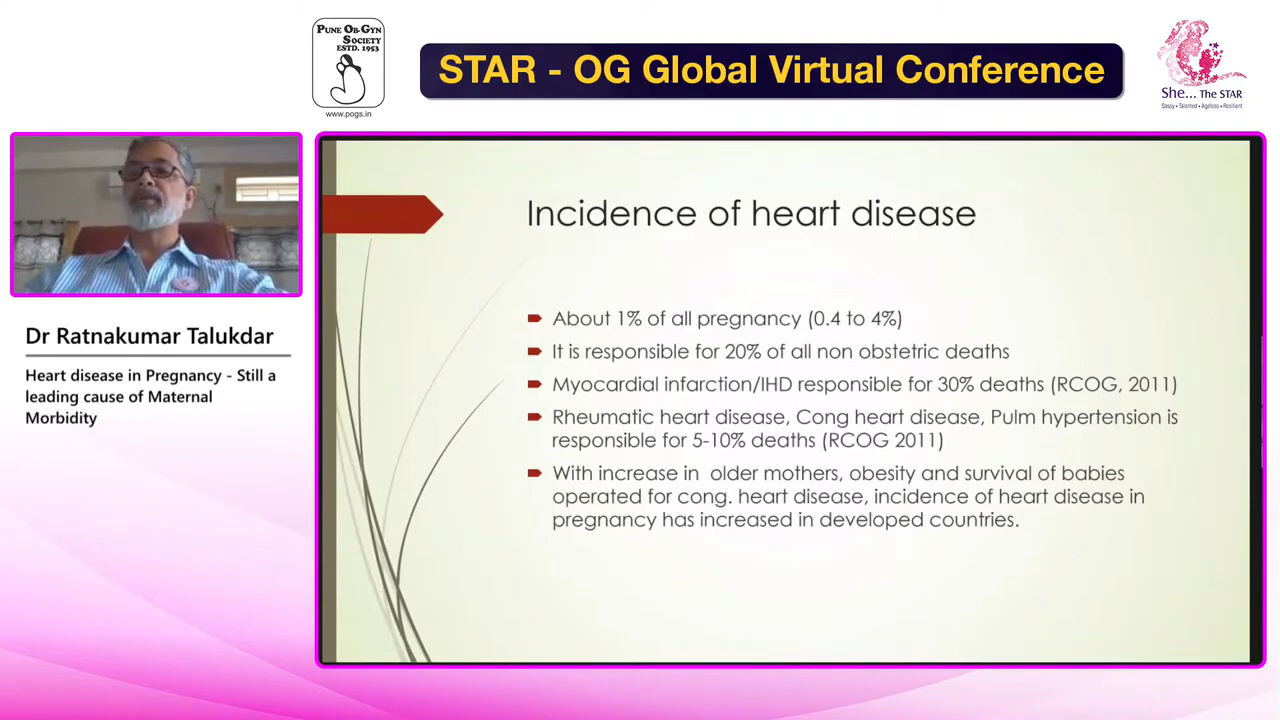 PUNE OB-GYN
SOCIETY
ESTD. 1953
www.pogs.in
STAR - OG Global Virtual Conference
She... THE STAR
Sassy • Talented • Ageless • Resilient
Dr Ratnakumar Talukdar
Heart disease in Pregnancy - Still a
leading cause of Maternal
Morbidity
Incidence of heart disease
About 1% of all pregnancy (0.4 to 4%)
It is responsible for 20% of all non obstetric deaths
Myocardial infarction/IHD responsible for 30% deaths (RCOG, 2011)
Rheumatic heart disease, Cong heart disease, Pulm hypertension is
responsible for 5-10% deaths (RCOG 2011)
With increase in older mothers, obesity and survival of babies
operated for cong. heart disease, incidence of heart disease in
pregnancy has increased in developed countries.